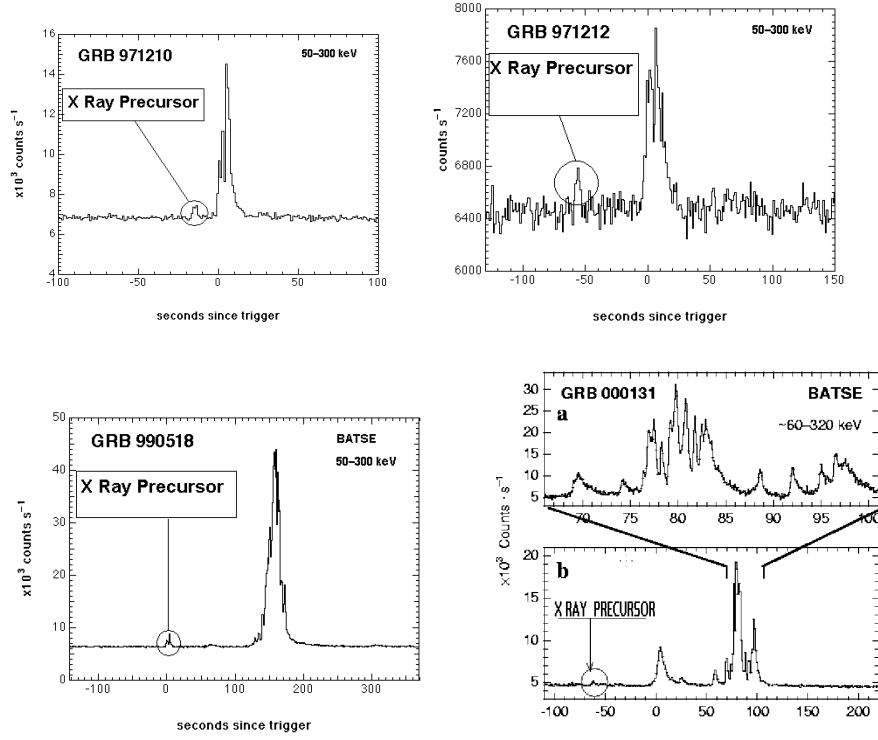 GRB 971210
50–300 keV
X Ray Precursor
x10³ counts s⁻¹
16
14
12
10
8
6
4
-100 -50 0 50 100
seconds since trigger
GRB 971212
50–300 keV
X Ray Precursor
counts s⁻¹
8000
7600
7200
6800
6400
6000
-100 -50 0 50 100 150
seconds since trigger
GRB 990518
BATSE
50–300 keV
X Ray Precursor
x10³ counts s⁻¹
50
40
30
20
10
0
-100 0 100 200 300
seconds since trigger
GRB 000131 BATSE
a
~60–320 keV
30
25
20
15
10
5
70 75 80 85 90 95 100
×10³ Counts · s⁻¹
b
X RAY PRECURSOR
20
15
10
5
-100 -50 0 50 100 150 200